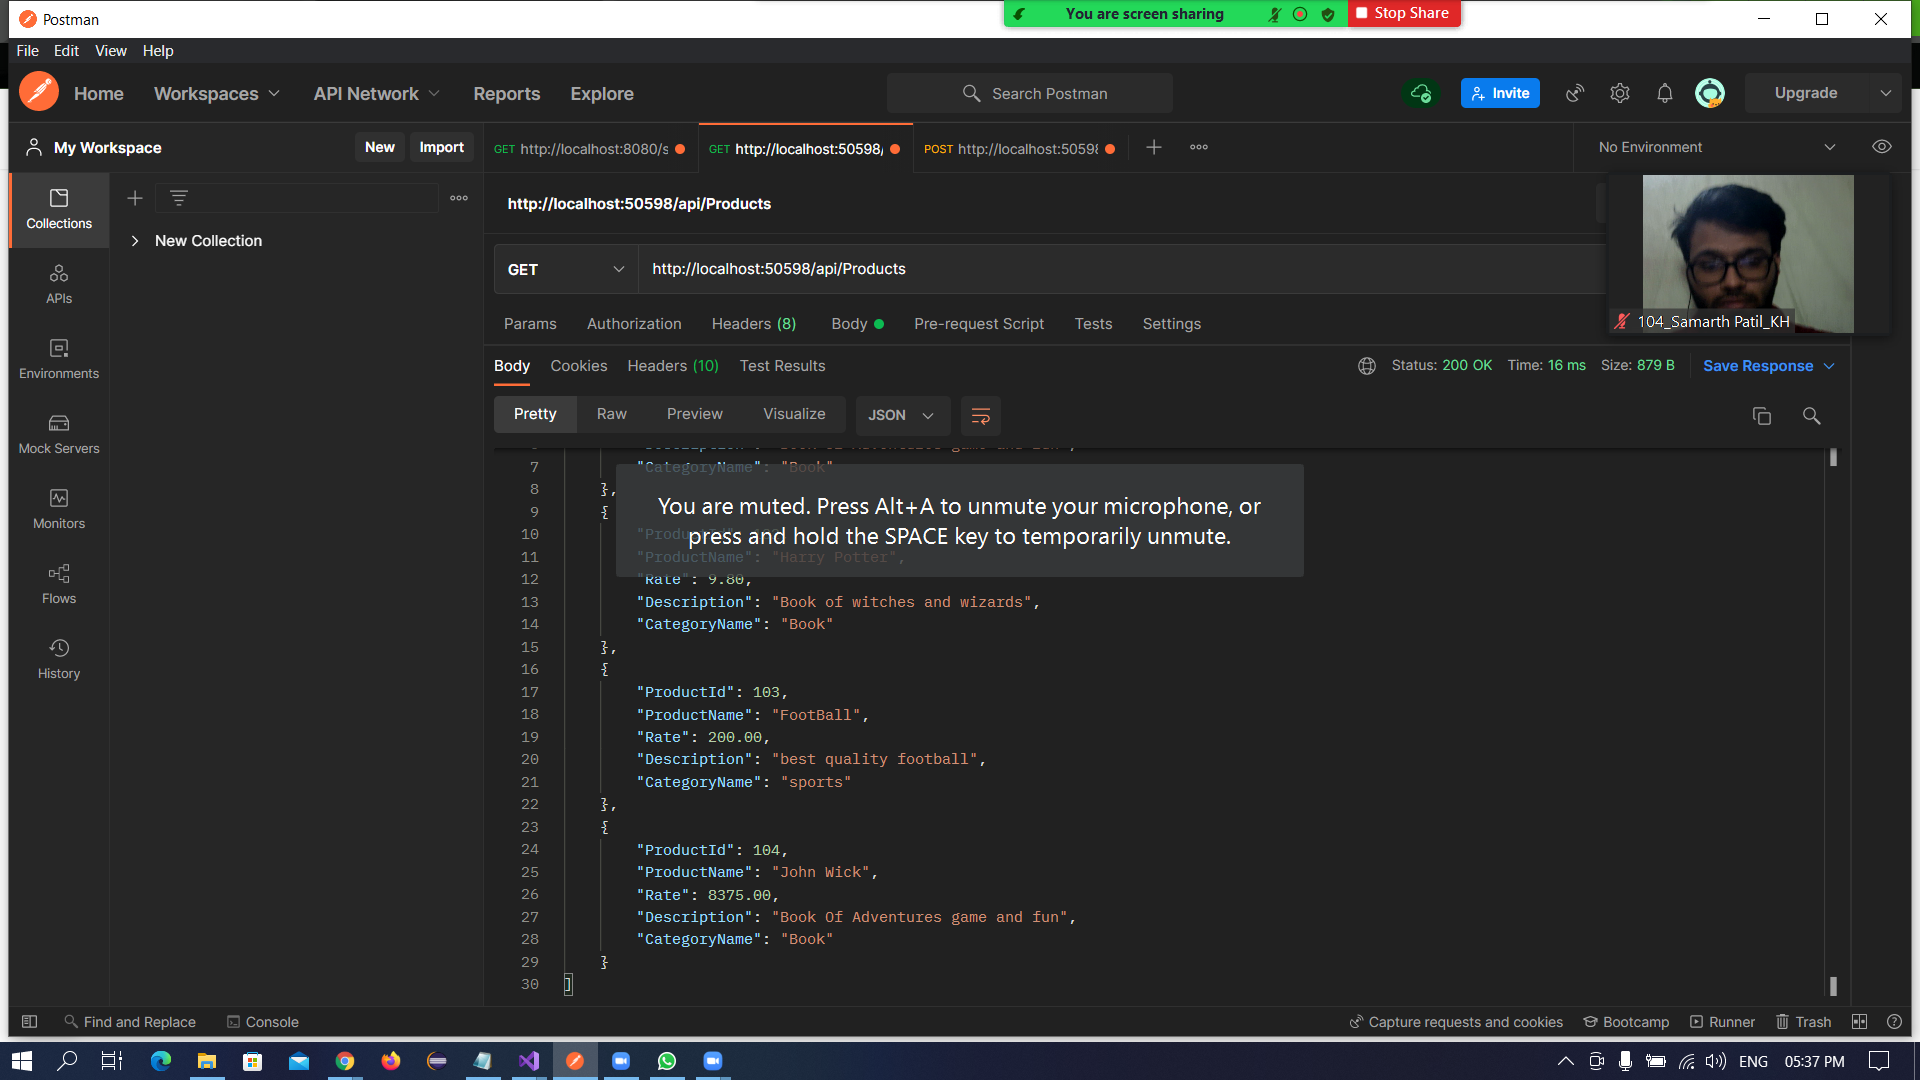 Postman
You are screen sharing
Stop Share
File Edit View Help
Home Workspaces API Network Reports Explore
Search Postman
Invite
Upgrade
My Workspace
New Import
GET http://localhost:8080/s
GET http://localhost:50598/
POST http://localhost:50598
No Environment
Collections
New Collection
http://localhost:50598/api/Products
GET http://localhost:50598/api/Products
104_Samarth Patil_KH
APIs
Environments
Mock Servers
Monitors
Flows
History
Params Authorization Headers (8) Body Pre-request Script Tests Settings
Body Cookies Headers (10) Test Results
Status: 200 OK Time: 16 ms Size: 879 B Save Response
Pretty Raw Preview Visualize JSON
7 "CategoryName": "Book"
8 },
9 {
You are muted. Press Alt+A to unmute your microphone, or
press and hold the SPACE key to temporarily unmute.
10
11 "ProductName": "Harry Potter",
12 "Rate": 9.80,
13 "Description": "Book of witches and wizards",
14 "CategoryName": "Book"
15 },
16 {
17 "ProductId": 103,
18 "ProductName": "FootBall",
19 "Rate": 200.00,
20 "Description": "best quality football",
21 "CategoryName": "sports"
22 },
23 {
24 "ProductId": 104,
25 "ProductName": "John Wick",
26 "Rate": 8375.00,
27 "Description": "Book Of Adventures game and fun",
28 "CategoryName": "Book"
29 }
30 ]
Find and Replace Console
Capture requests and cookies Bootcamp Runner Trash
ENG 05:37 PM